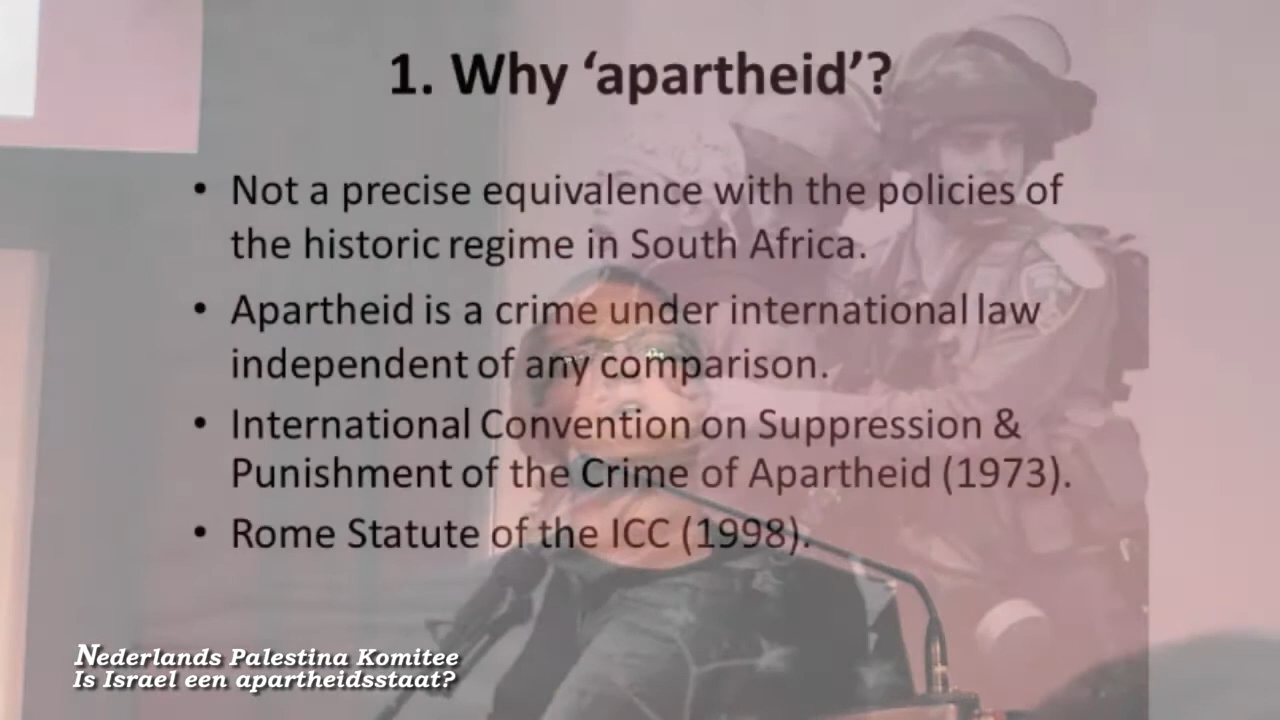 1. Why ‘apartheid’?
• Not a precise equivalence with the policies of
the historic regime in South Africa.
• Apartheid is a crime under international law
independent of any comparison.
• International Convention on Suppression &
Punishment of the Crime of Apartheid (1973).
• Rome Statute of the ICC (1998).
Nederlands Palestina Komitee
Is Israel een apartheidsstaat?